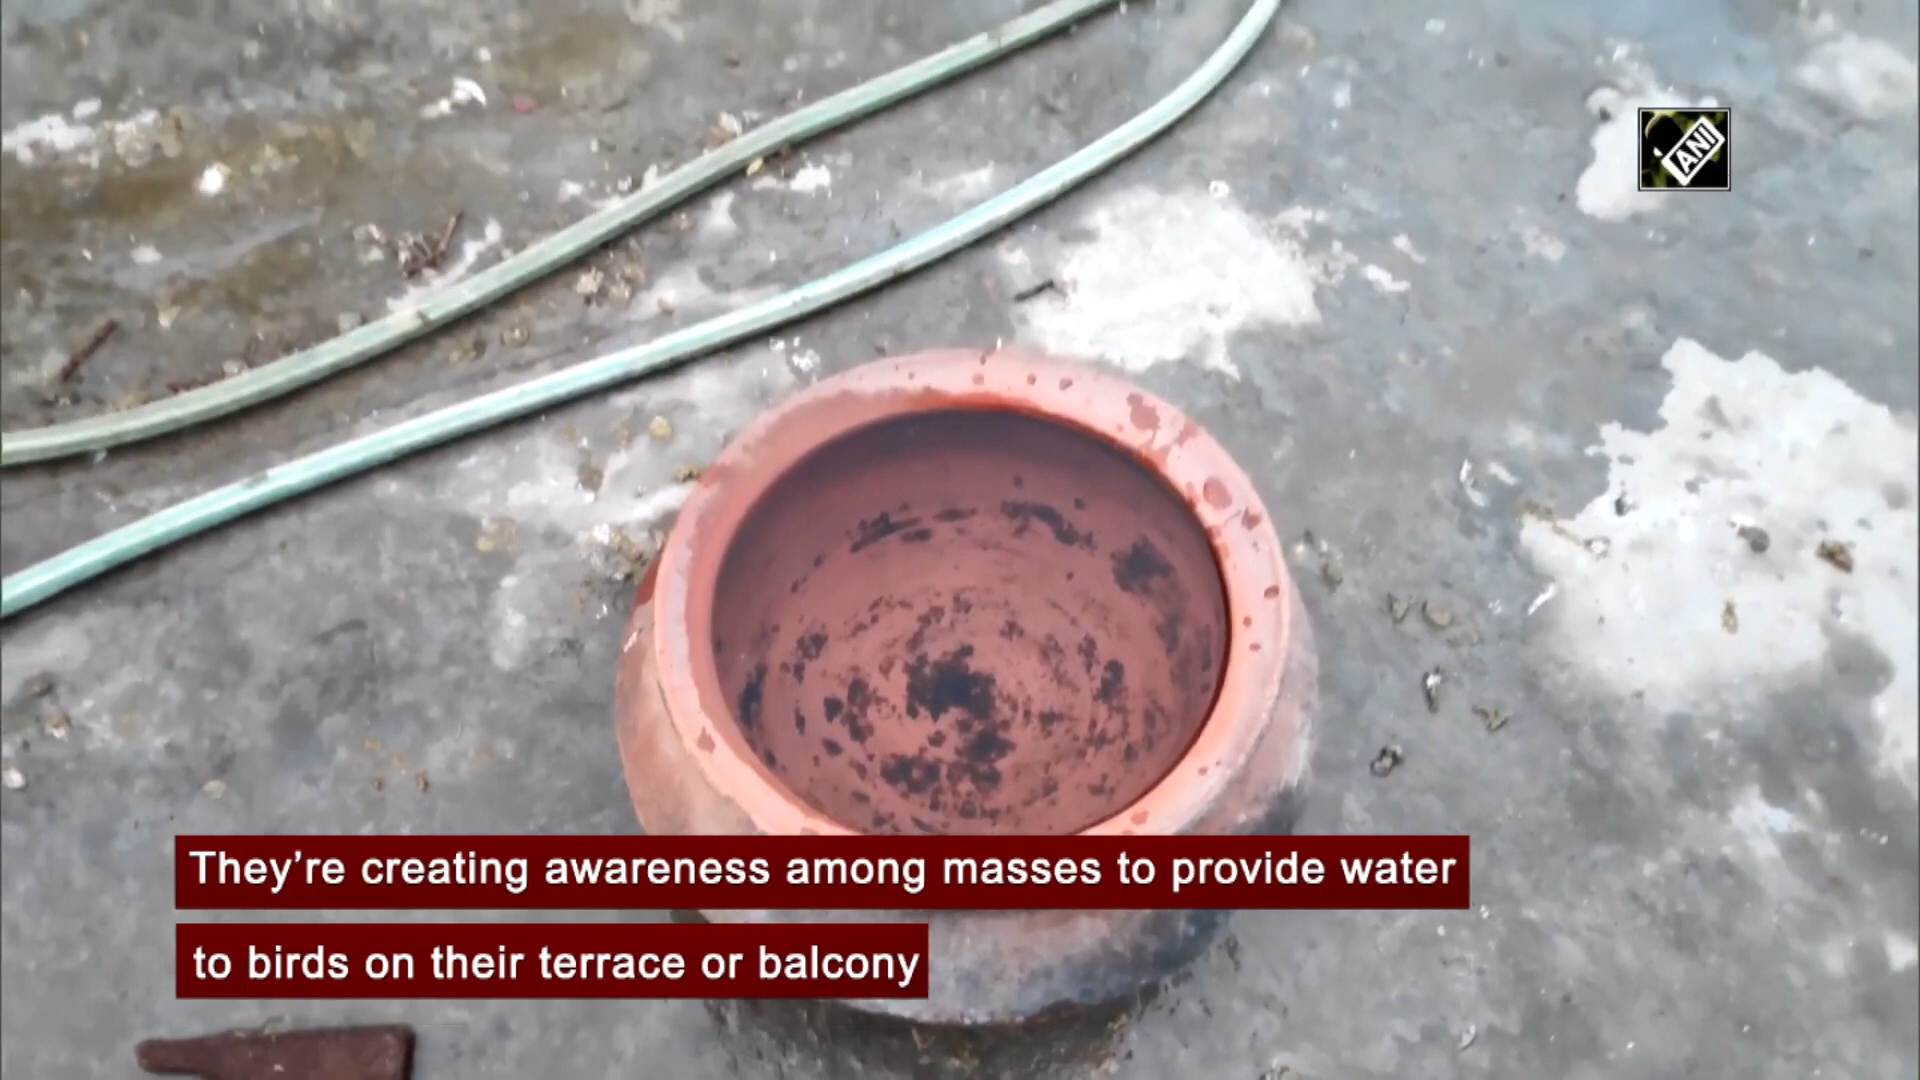 ANI
They’re creating awareness among masses to provide water
to birds on their terrace or balcony